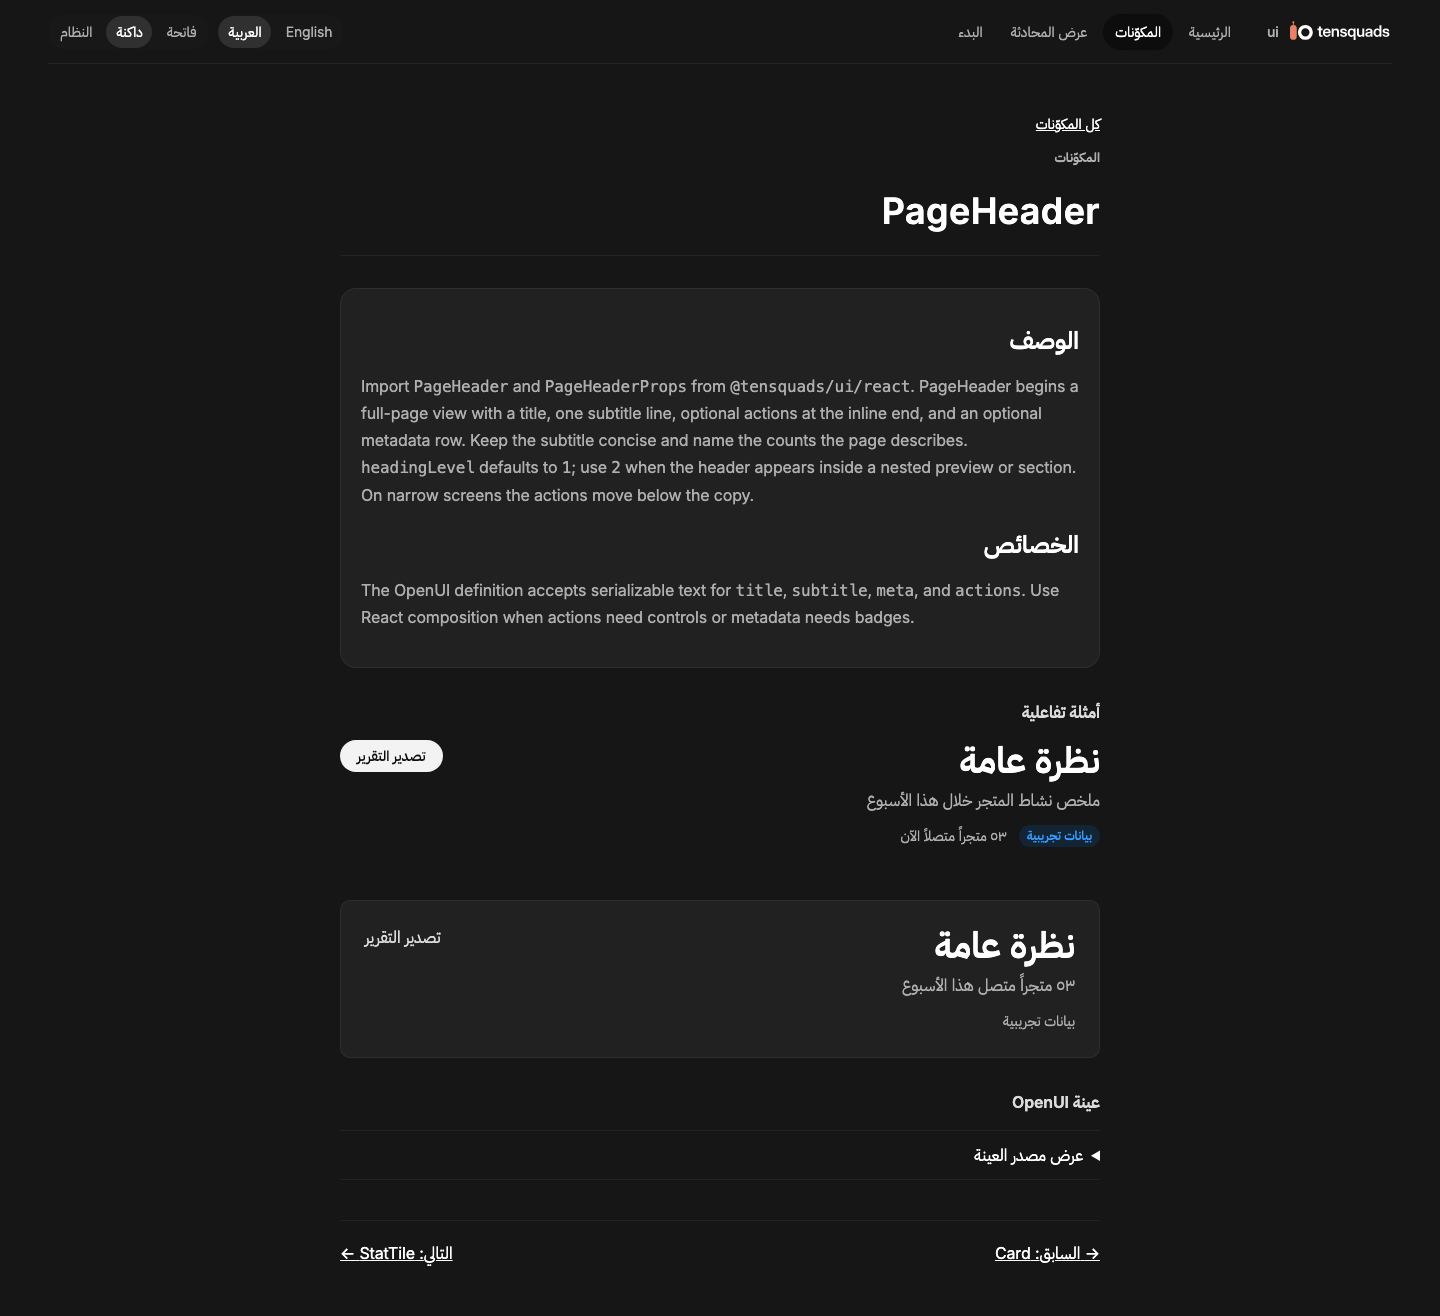 tensquads ui
الرئيسية
المكوّنات
عرض المحادثة
البدء
English
العربية
فاتحة
داكنة
النظام
كل المكوّنات
المكوّنات
PageHeader
الوصف
Import PageHeader and PageHeaderProps from @tensquads/ui/react. PageHeader begins a
full-page view with a title, one subtitle line, optional actions at the inline end, and an optional
metadata row. Keep the subtitle concise and name the counts the page describes.
headingLevel defaults to 1; use 2 when the header appears inside a nested preview or section.
On narrow screens the actions move below the copy.
الخصائص
The OpenUI definition accepts serializable text for title, subtitle, meta, and actions. Use
React composition when actions need controls or metadata needs badges.
أمثلة تفاعلية
نظرة عامة
تصدير التقرير
ملخص نشاط المتجر خلال هذا الأسبوع
بيانات تجريبية
٥٣ متجراً متصلاً الآن
نظرة عامة
تصدير التقرير
٥٣ متجراً متصل هذا الأسبوع
بيانات تجريبية
عينة OpenUI
◀ عرض مصدر العينة
→ السابق: Card
التالي: StatTile ←